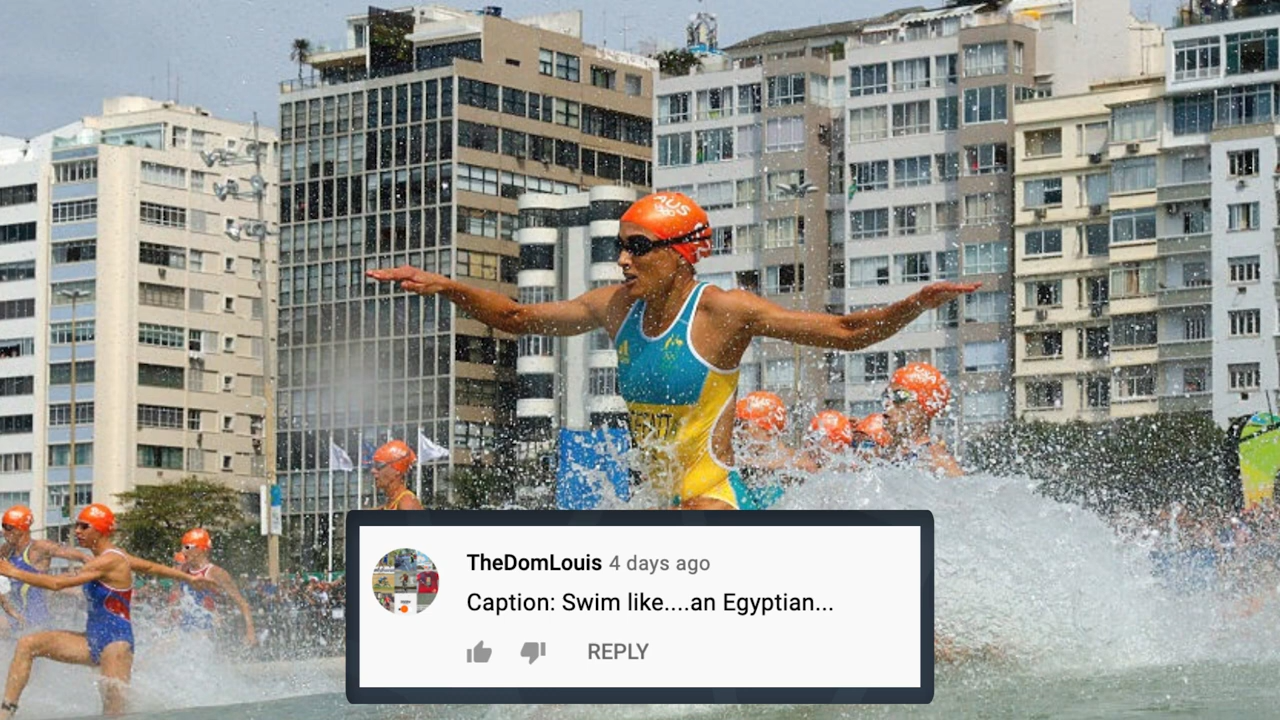 AUS
TheDomLouis 4 days ago
Caption: Swim like....an Egyptian...
REPLY